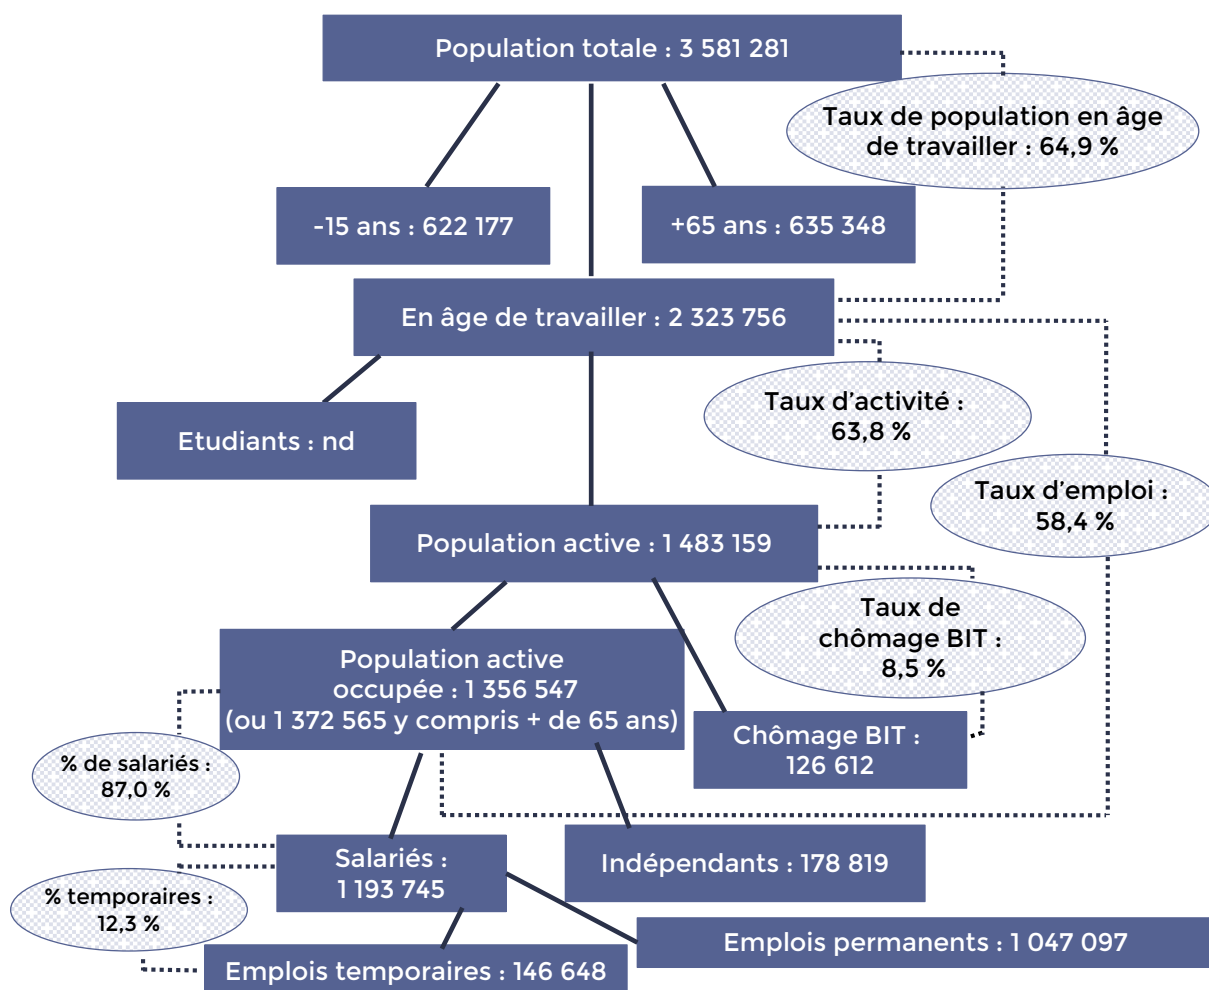 Population totale : 3 581 281
Taux de population en âge
de travailler : 64,9 %
-15 ans : 622 177
+65 ans : 635 348
En âge de travailler : 2 323 756
Taux d’activité :
63,8 %
Etudiants : nd
Taux d’emploi :
58,4 %
Population active : 1 483 159
Taux de
chômage BIT :
8,5 %
Population active
occupée : 1 356 547
(ou 1 372 565 y compris + de 65 ans)
Chômage BIT :
126 612
% de salariés :
87,0 %
Salariés :
1 193 745
Indépendants : 178 819
% temporaires :
12,3 %
Emplois permanents : 1 047 097
Emplois temporaires : 146 648